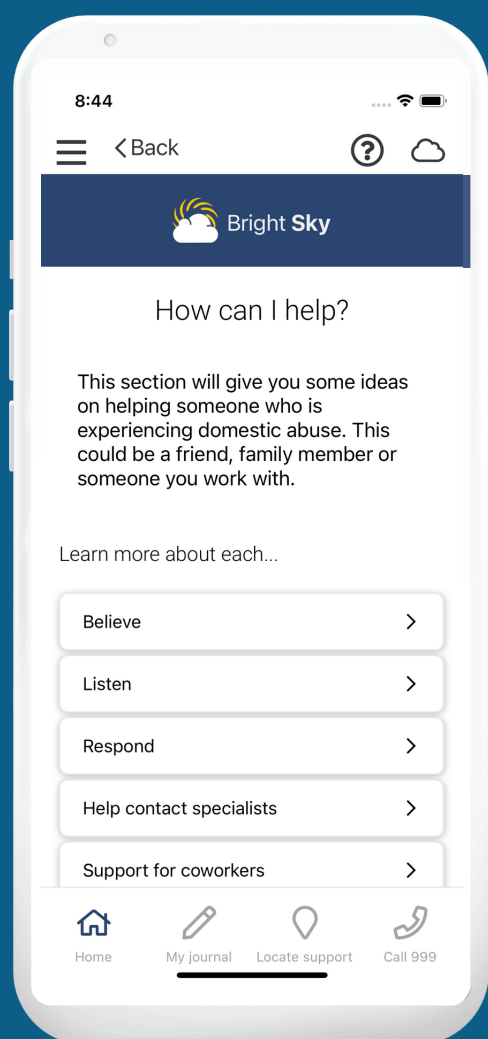 8:44
Back
Bright Sky
How can I help?
This section will give you some ideas
on helping someone who is
experiencing domestic abuse. This
could be a friend, family member or
someone you work with.
Learn more about each...
Believe
Listen
Respond
Help contact specialists
Support for coworkers
Home
My journal
Locate support
Call 999